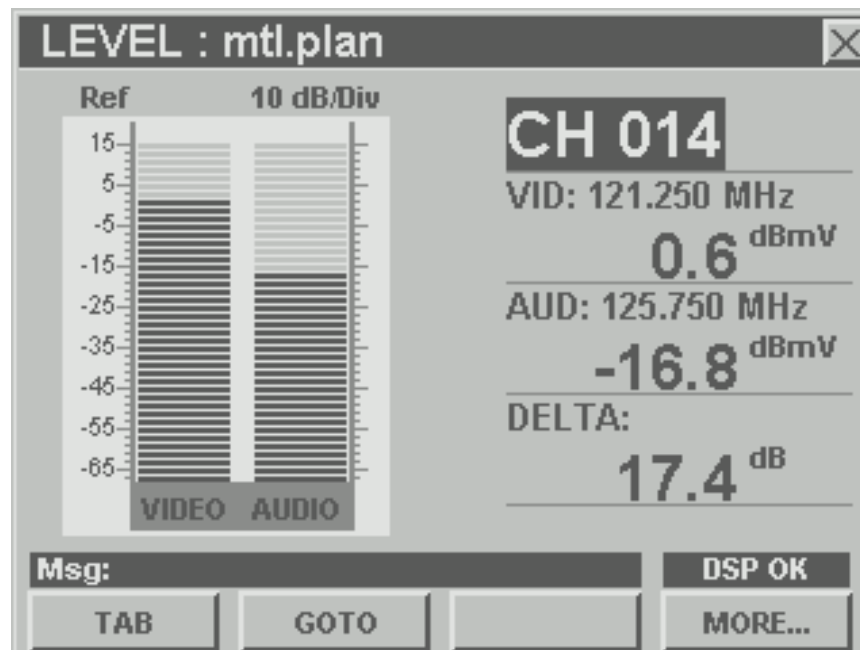 LEVEL : mtl.plan
Ref 10 dB/Div
15
5
-5
-15
-25
-35
-45
-55
-65
VIDEO AUDIO
CH 014
VID: 121.250 MHz
0.6 dBmV
AUD: 125.750 MHz
-16.8 dBmV
DELTA:
17.4 dB
Msg:
DSP OK
TAB GOTO MORE...